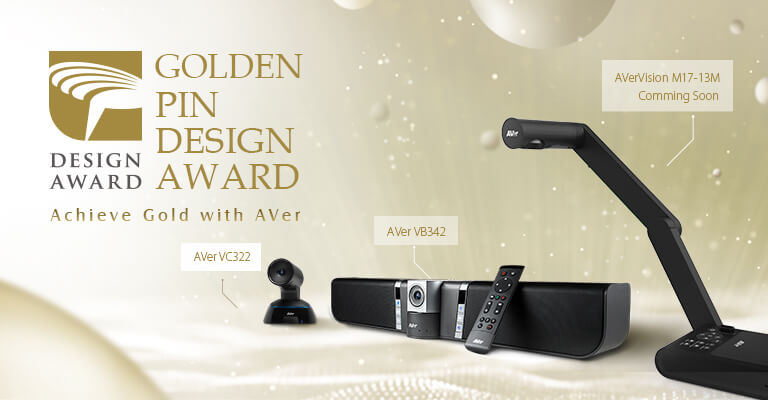 GOLDEN
PIN
DESIGN
AWARD
DESIGN
AWARD
Achieve Gold with AVer
AVerVision M17-13M
Comming Soon
AVer VB342
AVer VC322
AVer
AVer
AVer